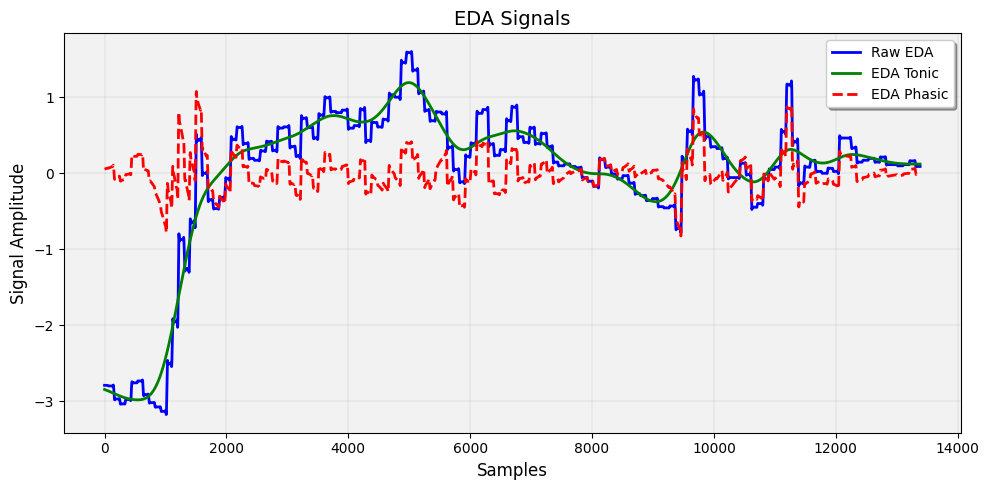 EDA Signals
Raw EDA
EDA Tonic
EDA Phasic
Signal Amplitude
1
0
−1
−2
−3
0 2000 4000 6000 8000 10000 12000 14000
Samples